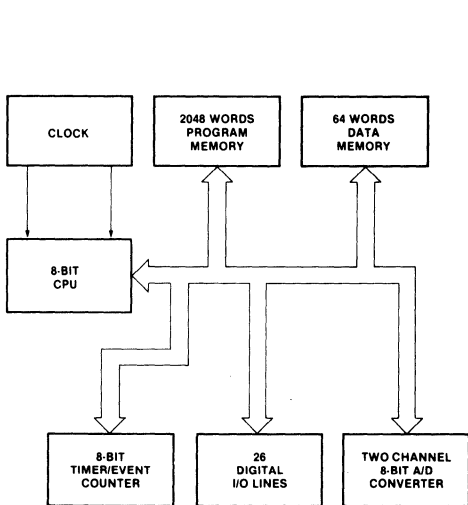 CLOCK
2048 WORDS
PROGRAM
MEMORY
64 WORDS
DATA
MEMORY
8-BIT
CPU
8-BIT
TIMER/EVENT
COUNTER
26
DIGITAL
I/O LINES
TWO CHANNEL
8-BIT A/D
CONVERTER